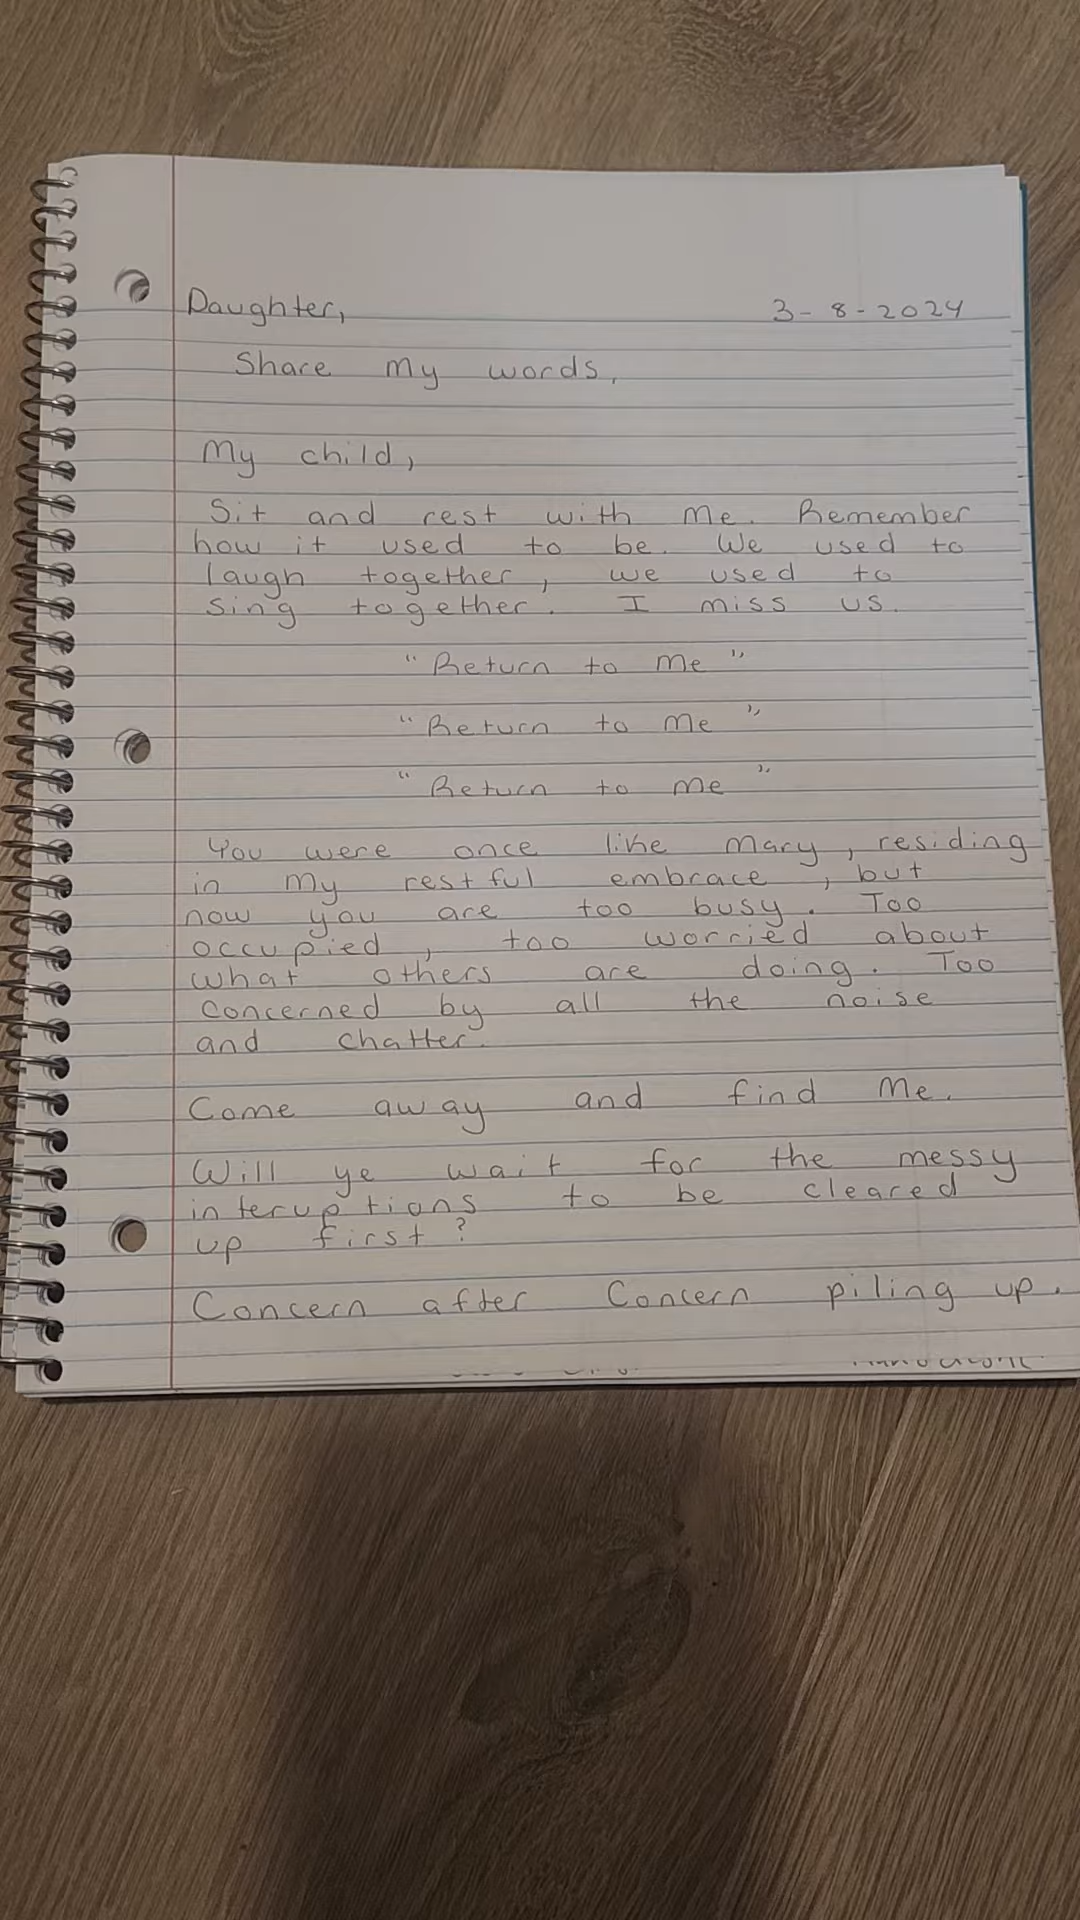 Daughter, 3-8-2024
Share my words.
My child,
Sit and rest with Me. Remember
how it used to be. We used to
laugh together, we used to
sing together. I miss us.
"Return to Me"
"Return to Me"
"Return to Me"
You were once like Mary, residing
in My restful embrace, but
now you are too busy. Too
occupied, too worried about
what others are doing. Too
concerned by all the noise
and chatter.
Come away and find Me.
Will ye wait for the messy
interuptions to be cleared
up first?
Concern after Concern piling up.